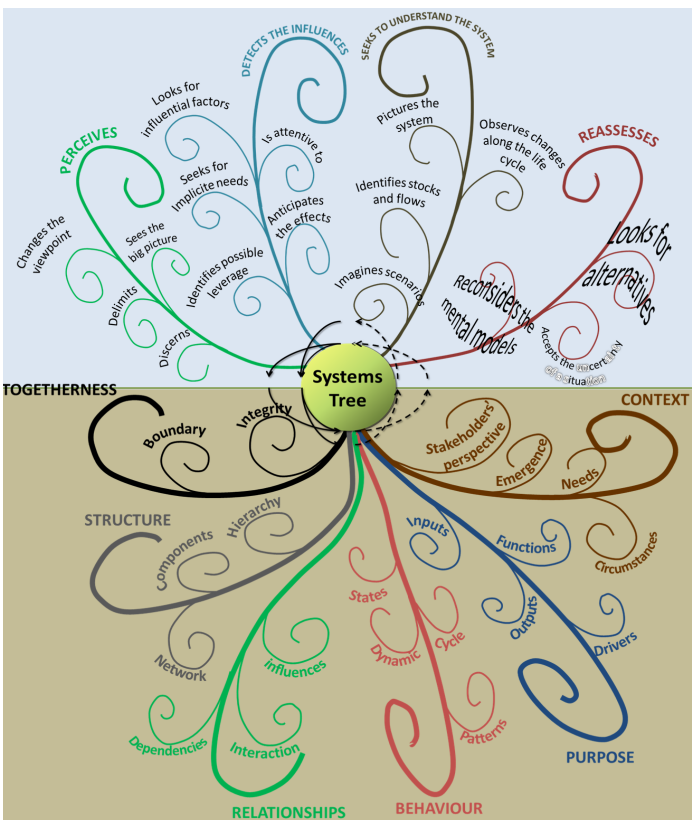 DETECTS THE INFLUENCES
SEEKS TO UNDERSTAND THE SYSTEM
PERCEIVES
REASSESSES
Looks for
influential factors
Is attentive to
Seeks for
Implicite needs
Anticipates
the effects
Identifies possible
leverage
Pictures the
system
Observes changes
along the life
cycle
Identifies stocks
and flows
Imagines scenarios
Changes the
viewpoint
Sees the
big picture
Delimits
Discerns
Looks for
alternatives
Reconsiders the
mental models
Accepts the uncertainty
of a situation
Systems
Tree
TOGETHERNESS
Boundary
Integrity
CONTEXT
Stakeholders'
perspective
Emergence
Needs
Circumstances
STRUCTURE
Components
Hierarchy
Network
Inputs
Functions
Outputs
Drivers
PURPOSE
States
Dynamic
Cycle
Patterns
BEHAVIOUR
influences
Dependencies
Interaction
RELATIONSHIPS